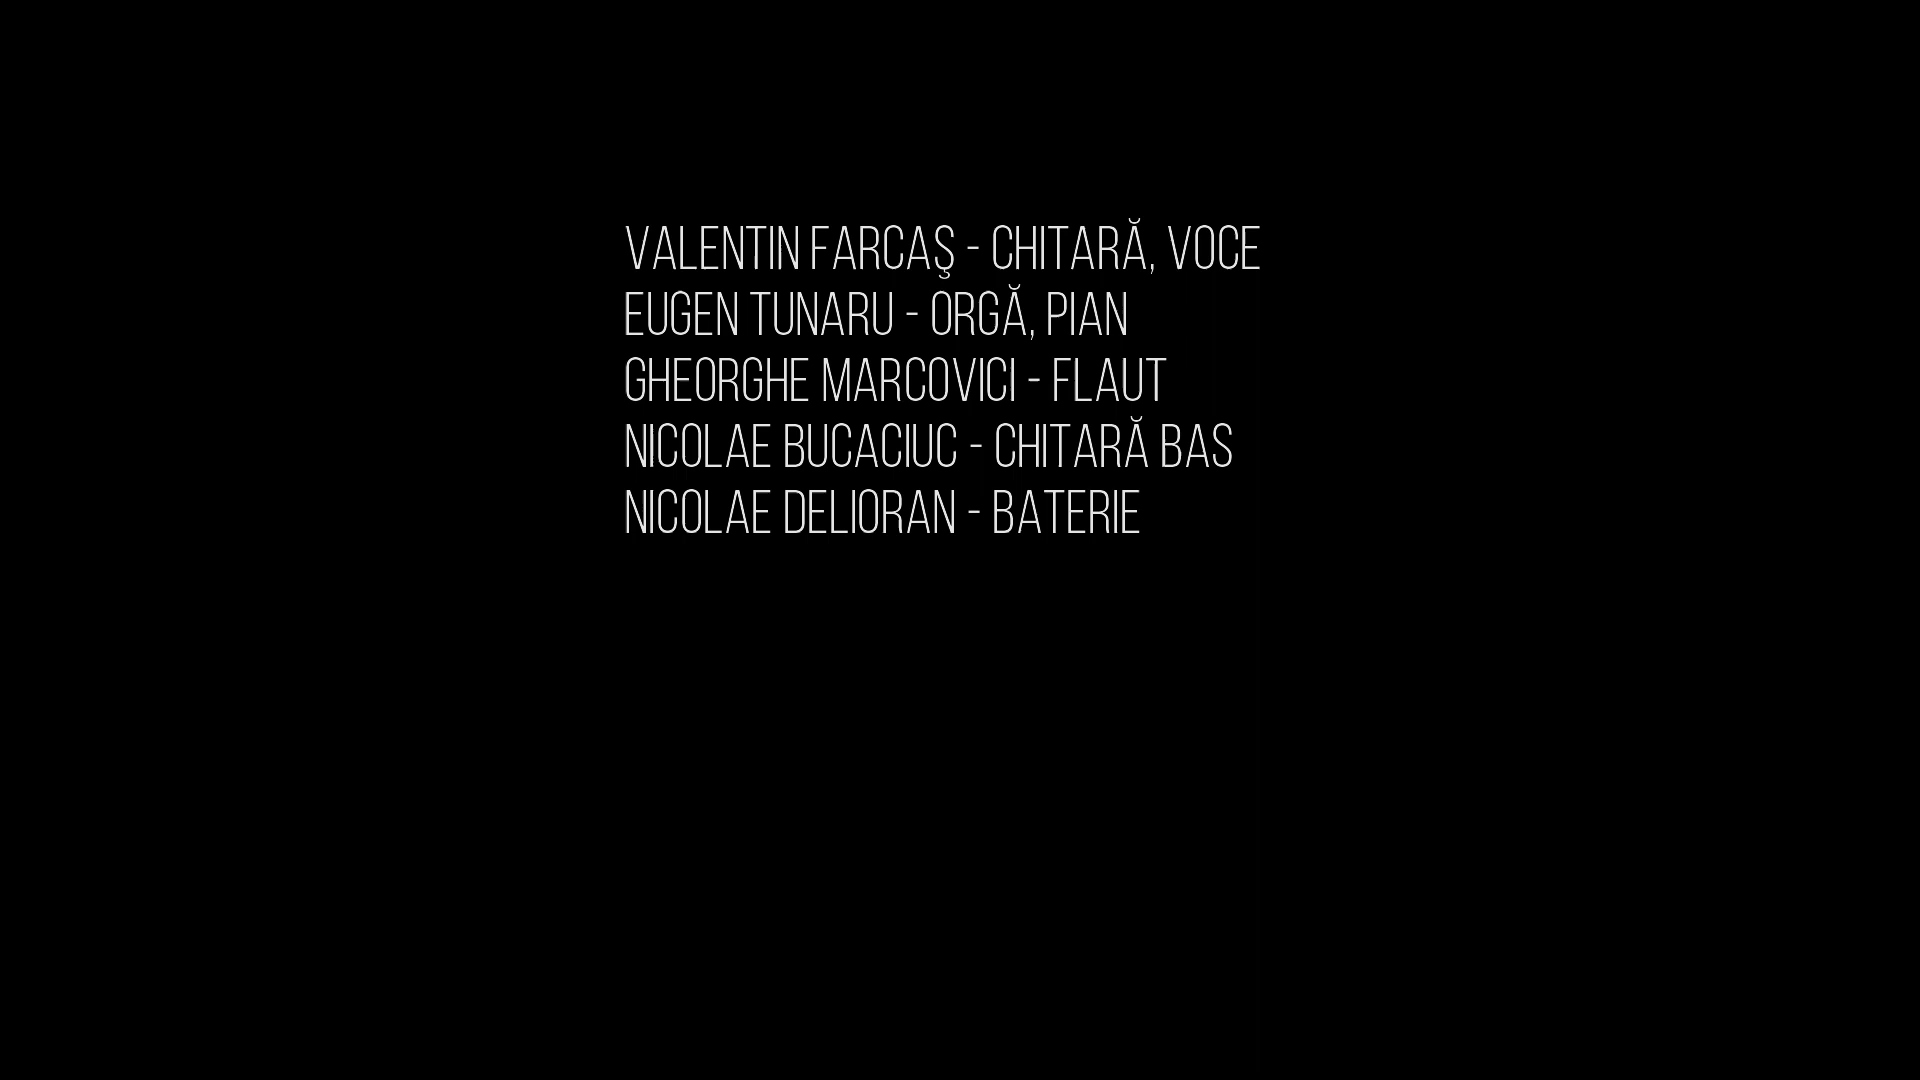 VALENTIN FARCAŞ - CHITARĂ, VOCE
EUGEN TUNARU - ORGĂ, PIAN
GHEORGHE MARCOVICI - FLAUT
NICOLAE BUCACIUC - CHITARĂ BAS
NICOLAE DELIORAN - BATERIE